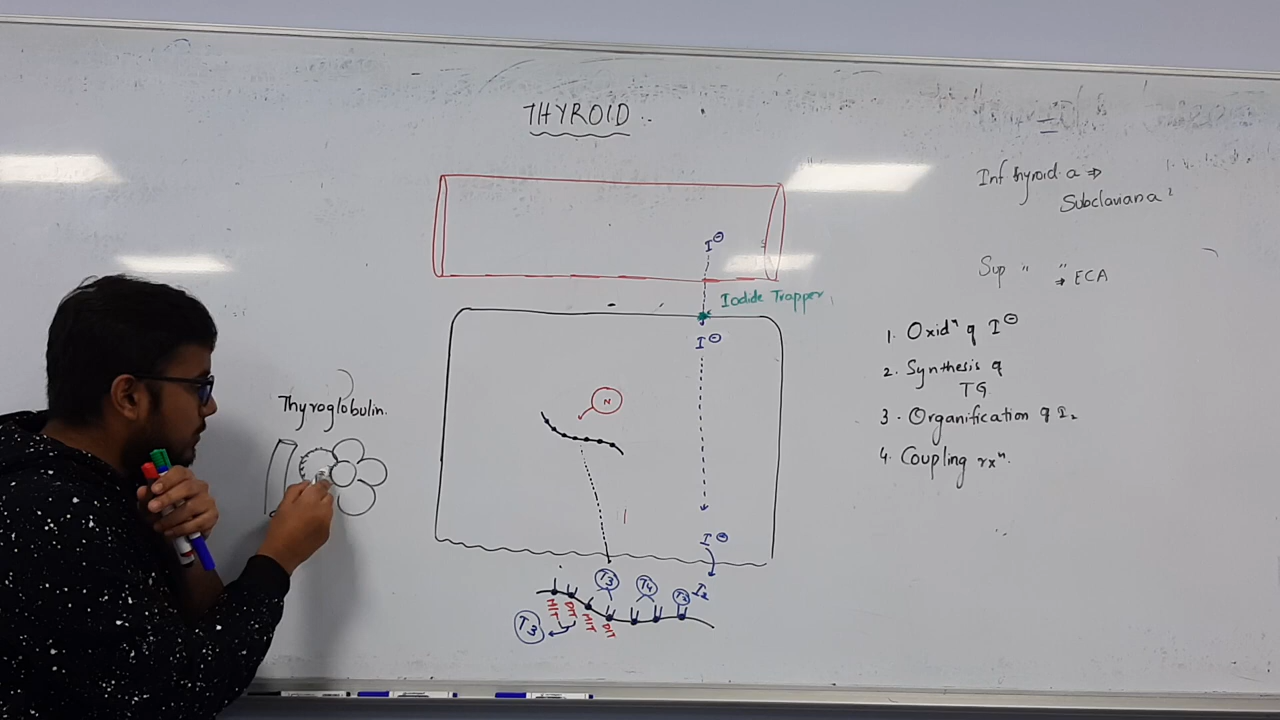 THYROID
Inf thyroid. a ⇒
Subclavian a
Sup " " ⇒ ECA
I⊖
Iodide Trapper
I⊖
1. Oxidⁿ of I⊖
2. Synthesis of
TG
3. Organification of I₂
4. Coupling rxⁿ.
Thyroglobulin.
N
I⊖
I₂
T3 T4 T3
MIT DIT MIT DIT
T3